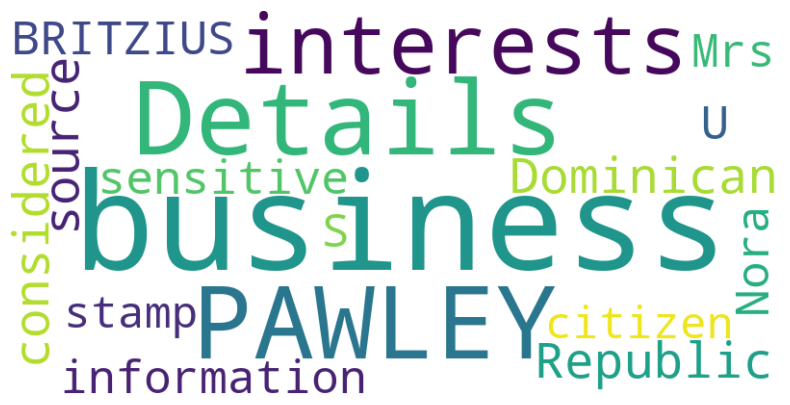 BRITZIUS
interests
Mrs
considered
source
Details
U
sensitive
Dominican
business
S
Nora
stamp
PAWLEY
citizen
Republic
information